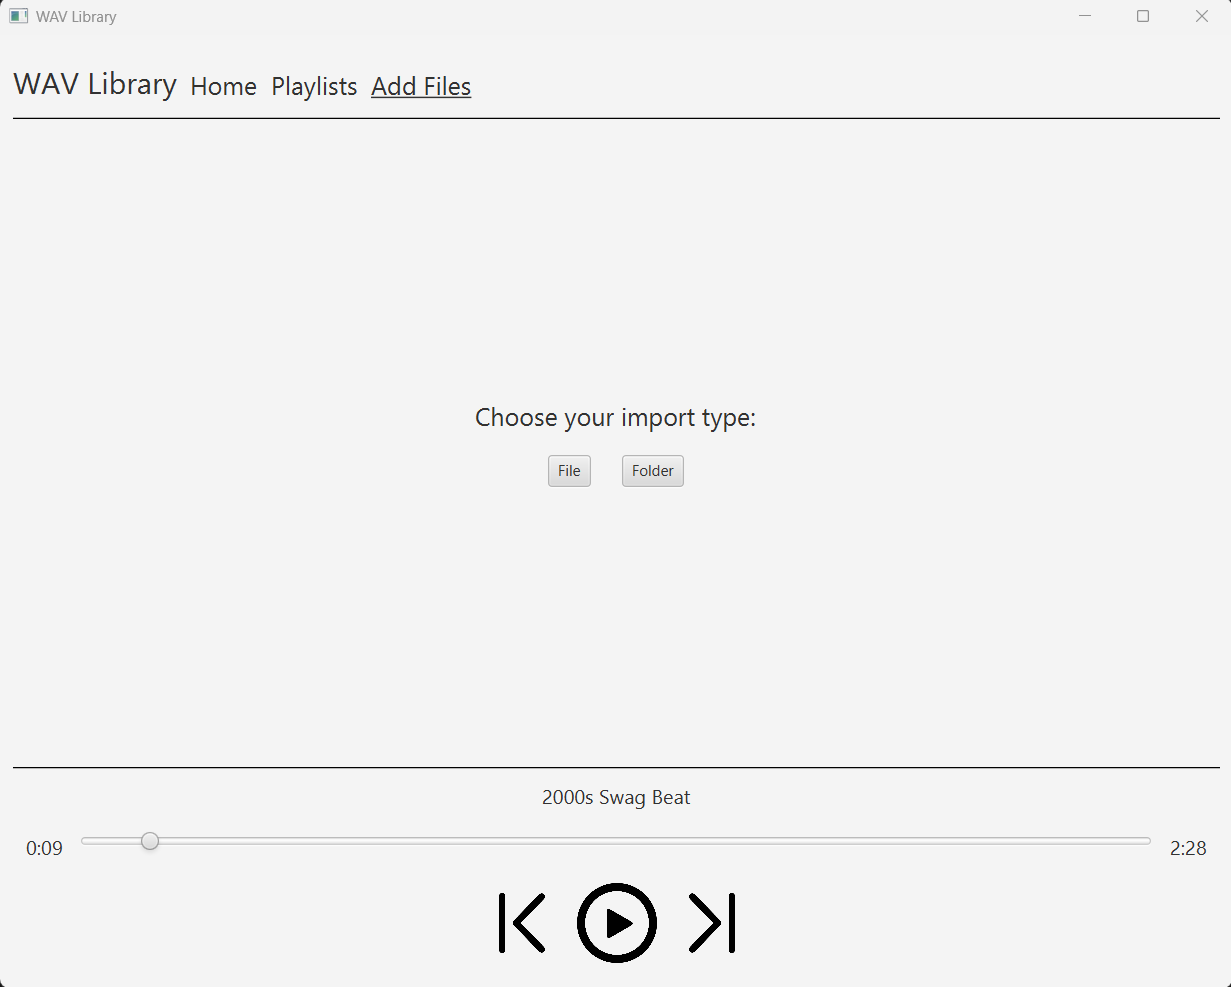 WAV Library
WAV Library Home Playlists Add Files
Choose your import type:
File Folder
2000s Swag Beat
0:09 2:28